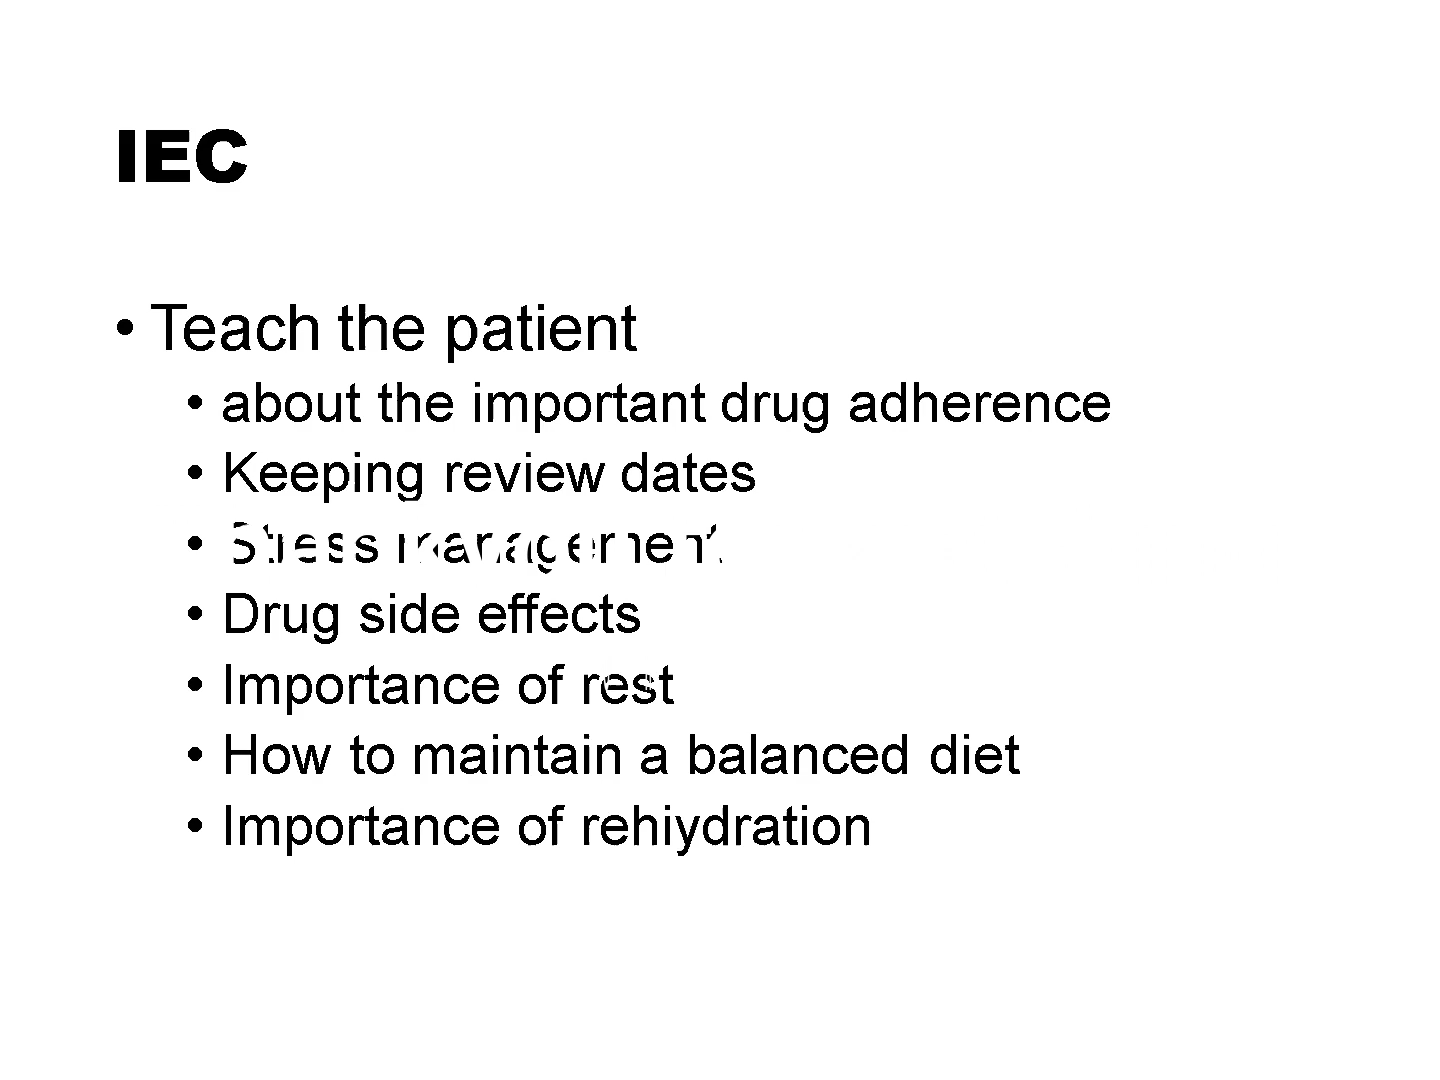 IEC
• Teach the patient
• about the important drug adherence
• Keeping review dates
• Stress management
• Drug side effects
• Importance of rest
• How to maintain a balanced diet
• Importance of rehiydration